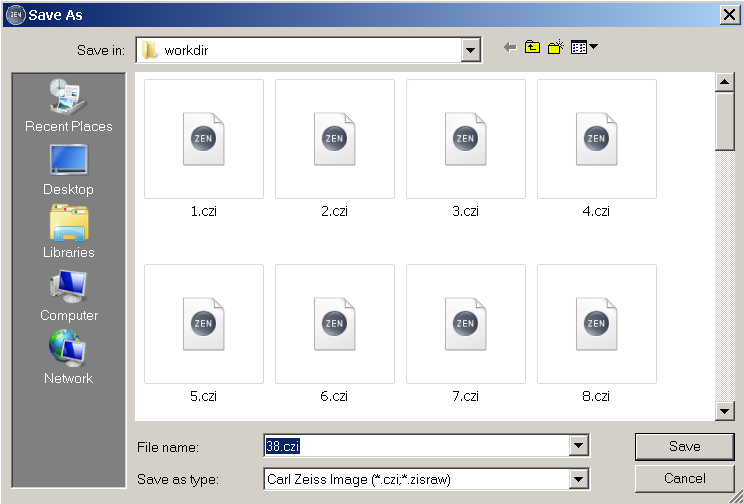 ZEN Save As
Save in: workdir
Recent Places
Desktop
Libraries
Computer
Network
ZEN ZEN ZEN ZEN
1.czi 2.czi 3.czi 4.czi
ZEN ZEN ZEN ZEN
5.czi 6.czi 7.czi 8.czi
File name: 38.czi Save
Save as type: Carl Zeiss Image (*.czi;*.zisraw) Cancel